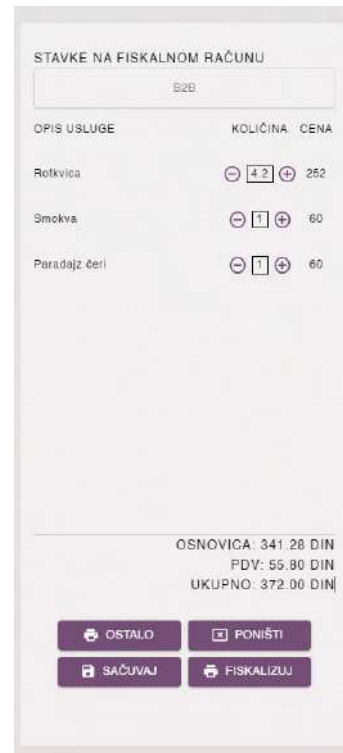 STAVKE NA FISKALNOM RAČUNU
B2B
OPIS USLUGE KOLIČINA CENA
Rotkvica 4.2 252
Smokva 1 60
Paradajz čeri 1 60
OSNOVICA: 341.28 DIN
PDV: 55.80 DIN
UKUPNO: 372.00 DIN
OSTALO PONIŠTI
SAČUVAJ FISKALIZUJ